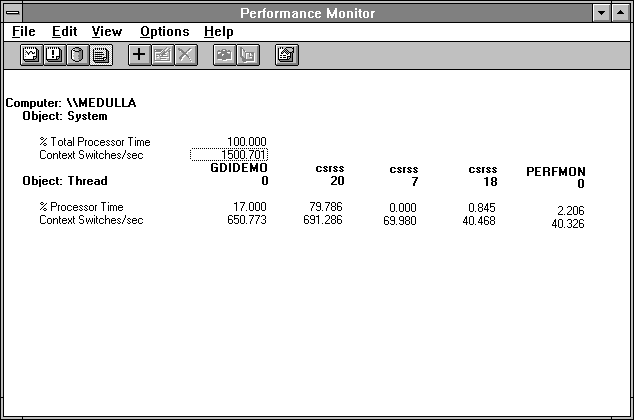 Performance Monitor
File Edit View Options Help
Computer: \\MEDULLA
Object: System
% Total Processor Time 100.000
Context Switches/sec 1500.701
GDIDEMO csrss csrss csrss PERFMON
Object: Thread 0 20 7 18 0
% Processor Time 17.000 79.786 0.000 0.845 2.206
Context Switches/sec 650.773 691.286 69.980 40.468 40.326